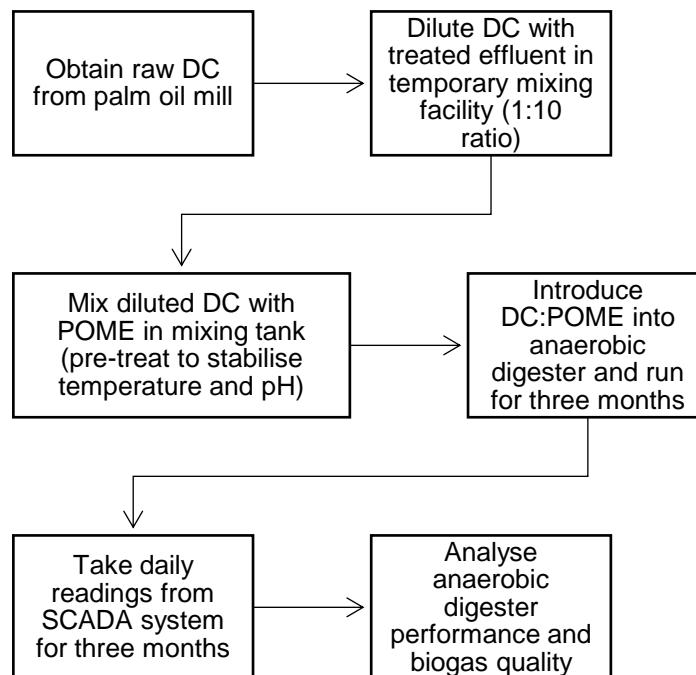 Obtain raw DC
from palm oil mill
Dilute DC with
treated effluent in
temporary mixing
facility (1:10
ratio)
Mix diluted DC with
POME in mixing tank
(pre-treat to stabilise
temperature and pH)
Introduce
DC:POME into
anaerobic
digester and run
for three months
Take daily
readings from
SCADA system
for three months
Analyse
anaerobic
digester
performance and
biogas quality